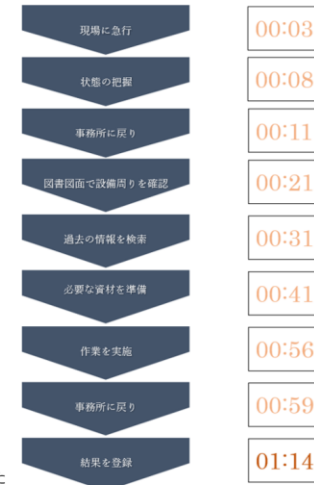 現場に急行 00:03
状態の把握 00:08
事務所に戻り 00:11
図書図面で設備周りを確認 00:21
過去の情報を検索 00:31
必要な資材を準備 00:41
作業を実施 00:56
事務所に戻り 00:59
結果を登録 01:14